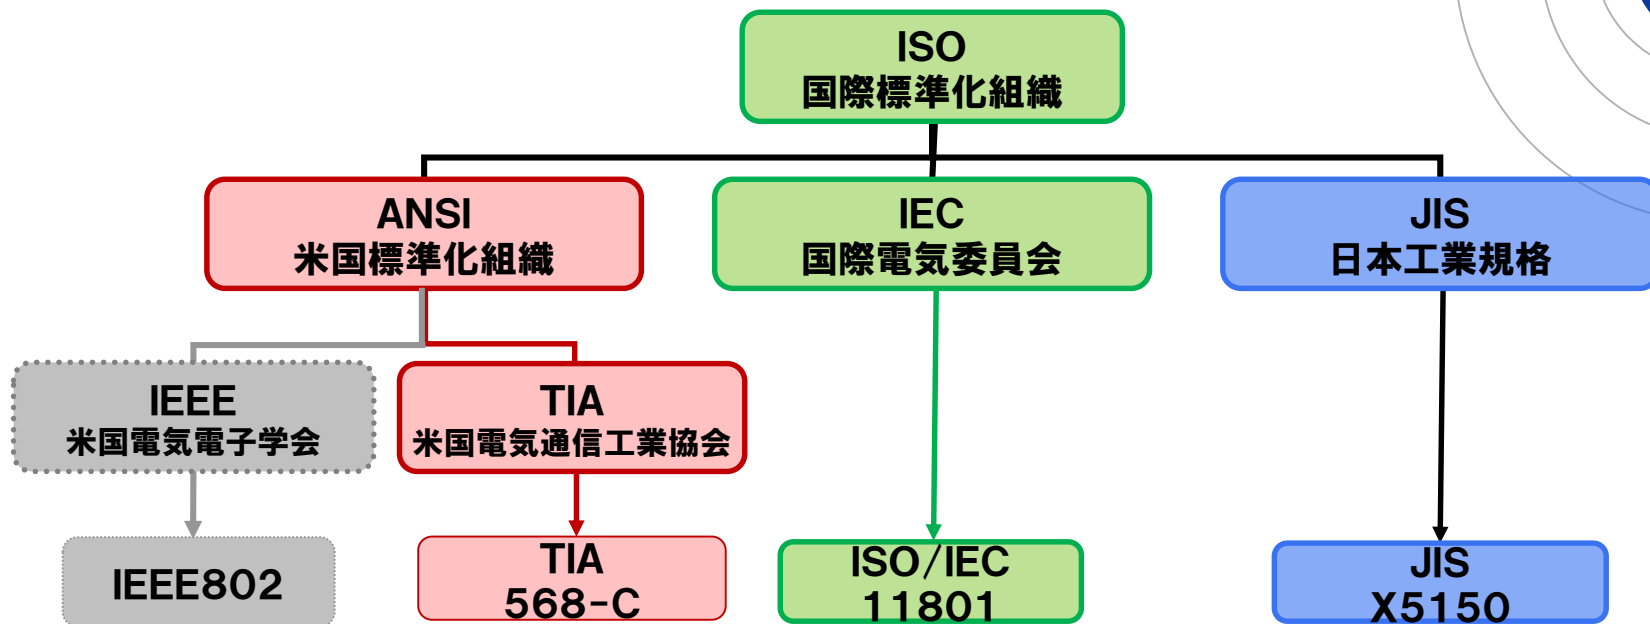 ISO
国際標準化組織
ANSI
米国標準化組織
IEC
国際電気委員会
JIS
日本工業規格
IEEE
米国電気電子学会
TIA
米国電気通信工業協会
IEEE802
TIA
568-C
ISO/IEC
11801
JIS
X5150